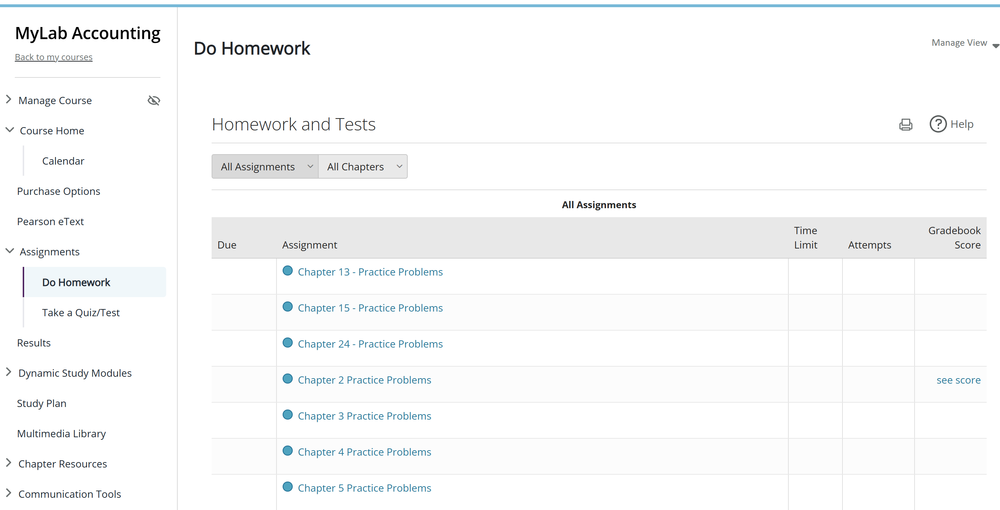 MyLab Accounting
Back to my courses
Manage Course
Course Home
Calendar
Purchase Options
Pearson eText
Assignments
Do Homework
Take a Quiz/Test
Results
Dynamic Study Modules
Study Plan
Multimedia Library
Chapter Resources
Communication Tools
Do Homework
Manage View
Homework and Tests
? Help
All Assignments
All Chapters
All Assignments
Due Assignment Time Limit Attempts Gradebook Score
Chapter 13 - Practice Problems
Chapter 15 - Practice Problems
Chapter 24 - Practice Problems
Chapter 2 Practice Problems see score
Chapter 3 Practice Problems
Chapter 4 Practice Problems
Chapter 5 Practice Problems